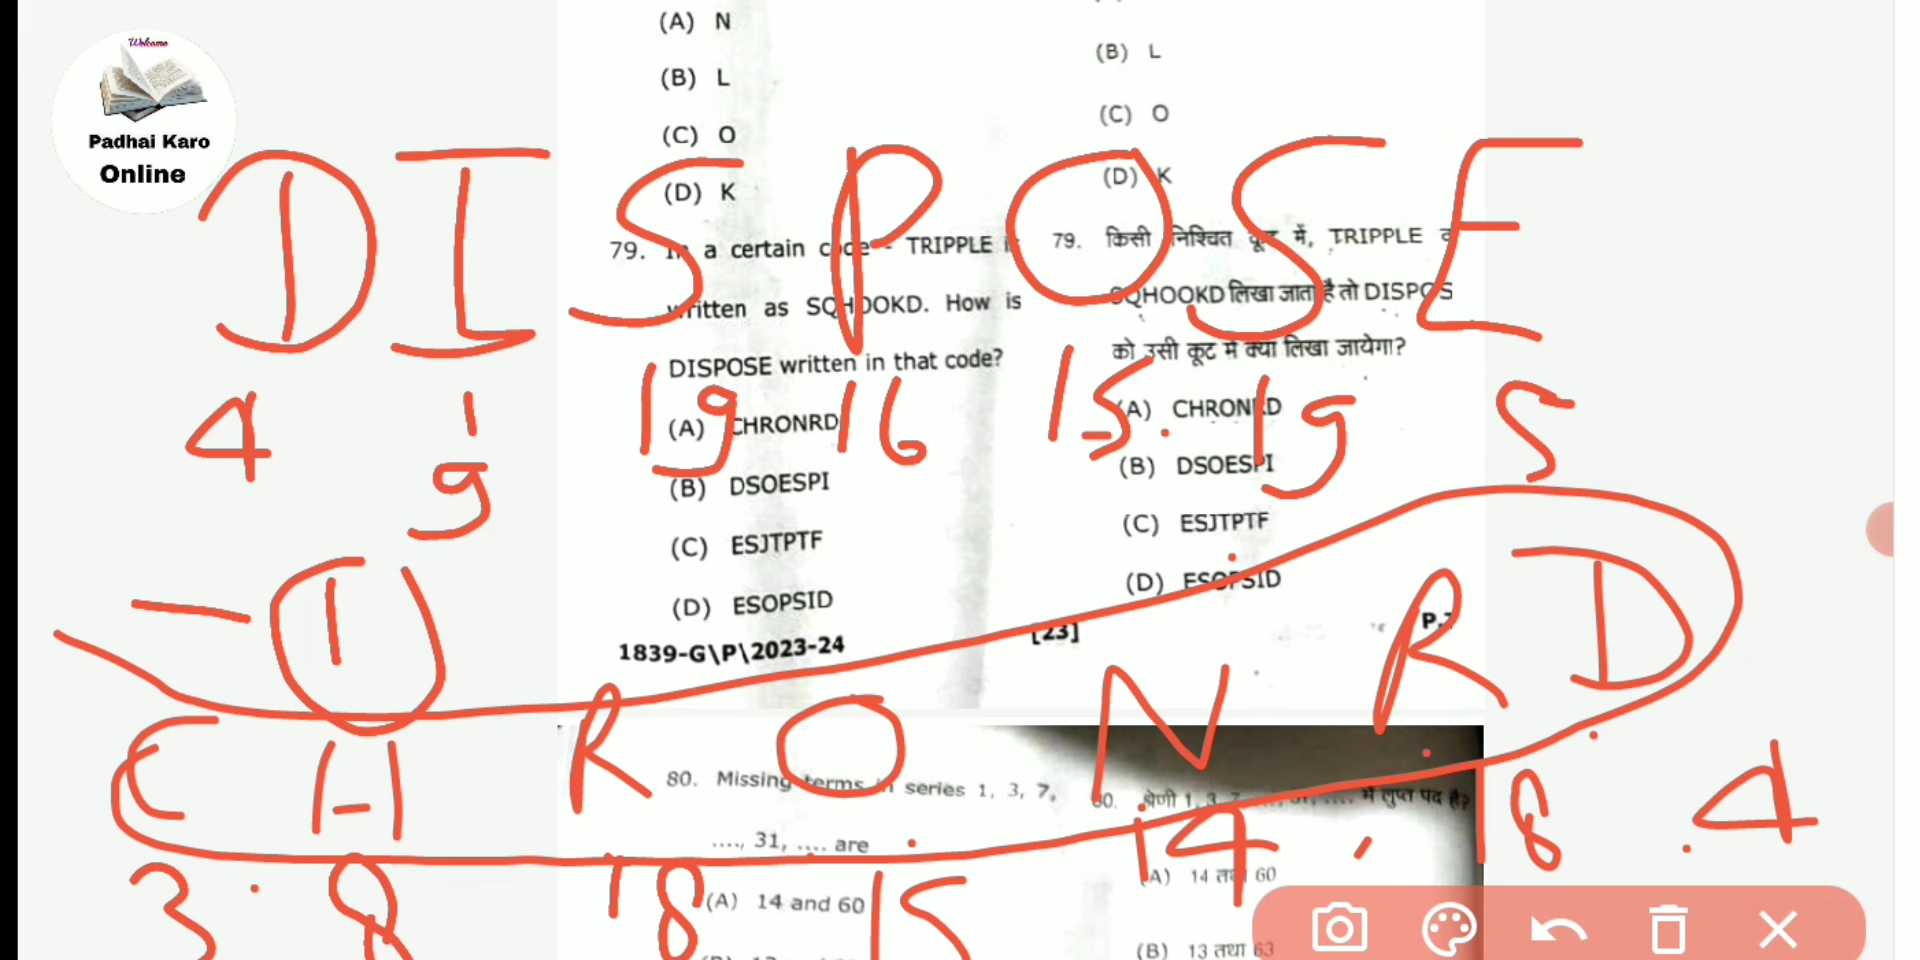 Welcome
Padhai Karo
Online
(A) N
(B) L
(C) O
(D) K
79. In a certain code - TRIPPLE is
written as SQHOOKD. How is
DISPOSE written in that code?
(A) CHRONRD
(B) DSOESPI
(C) ESJTPTF
(D) ESOPSID
1839-G\P\2023-24
[23]
80. Missing terms in series 1, 3, 7,
...., 31, .... are
(A) 14 and 60
(B) L
(C) O
(D) K
79. किसी निश्चित कूट में, TRIPPLE
SQHOOKD लिखा जाता है तो DISPOS
को उसी कूट में क्या लिखा जायेगा?
(A) CHRONRD
(B) DSOESPI
(C) ESJTPTF
(D) ESOPSID
80. श्रेणी 1, 3, 7, ...., 31, .... में लुप्त पद है?
(A) 14 तथा 60
(B) 13 तथा 63
D I S P O S E
4 9 19 16 15 19 5
- 1
C H R O N R D
3 8 18 15 14 18 4